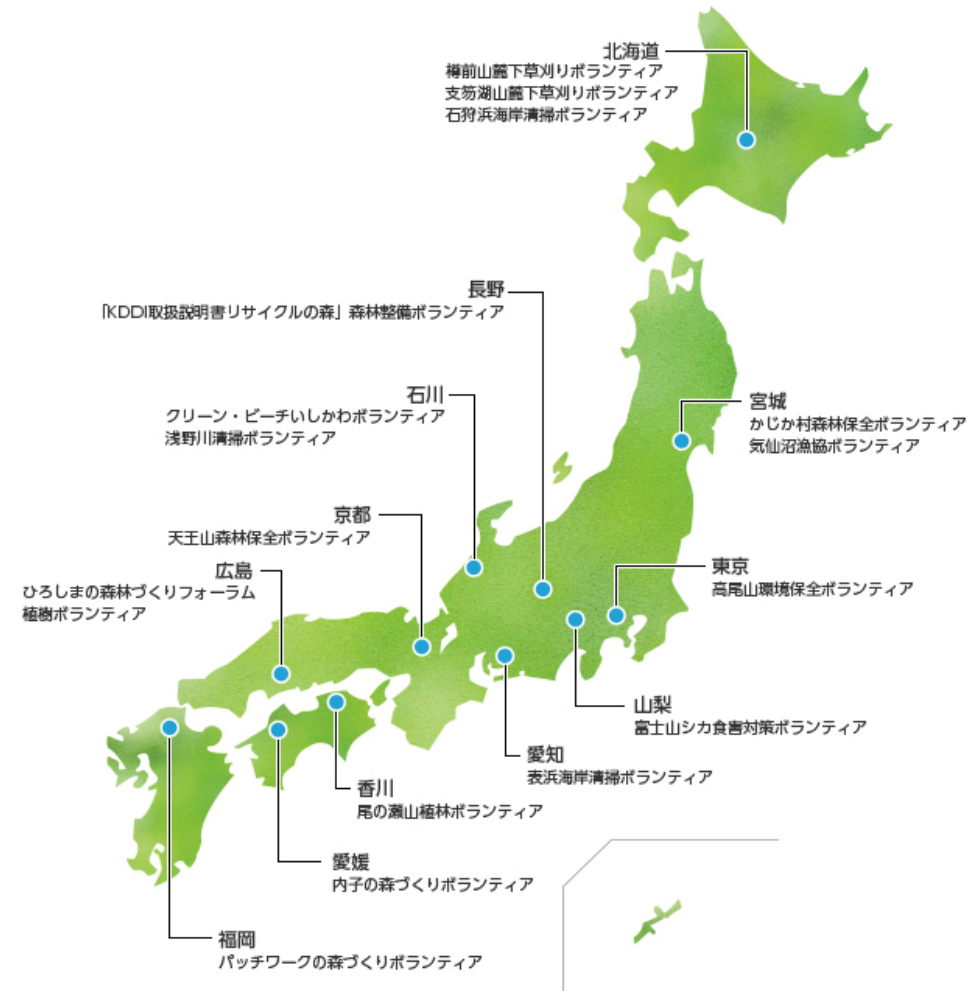 北海道
樽前山麓下草刈りボランティア
支笏湖山麓下草刈りボランティア
石狩浜海岸清掃ボランティア
長野
「KDDI取扱説明書リサイクルの森」森林整備ボランティア
石川
クリーン・ビーチいしかわボランティア
浅野川清掃ボランティア
宮城
かじか村森林保全ボランティア
気仙沼漁協ボランティア
京都
天王山森林保全ボランティア
広島
ひろしまの森林づくりフォーラム
植樹ボランティア
東京
高尾山環境保全ボランティア
山梨
富士山シカ食害対策ボランティア
愛知
表浜海岸清掃ボランティア
香川
尾の瀬山植林ボランティア
愛媛
内子の森づくりボランティア
福岡
パッチワークの森づくりボランティア